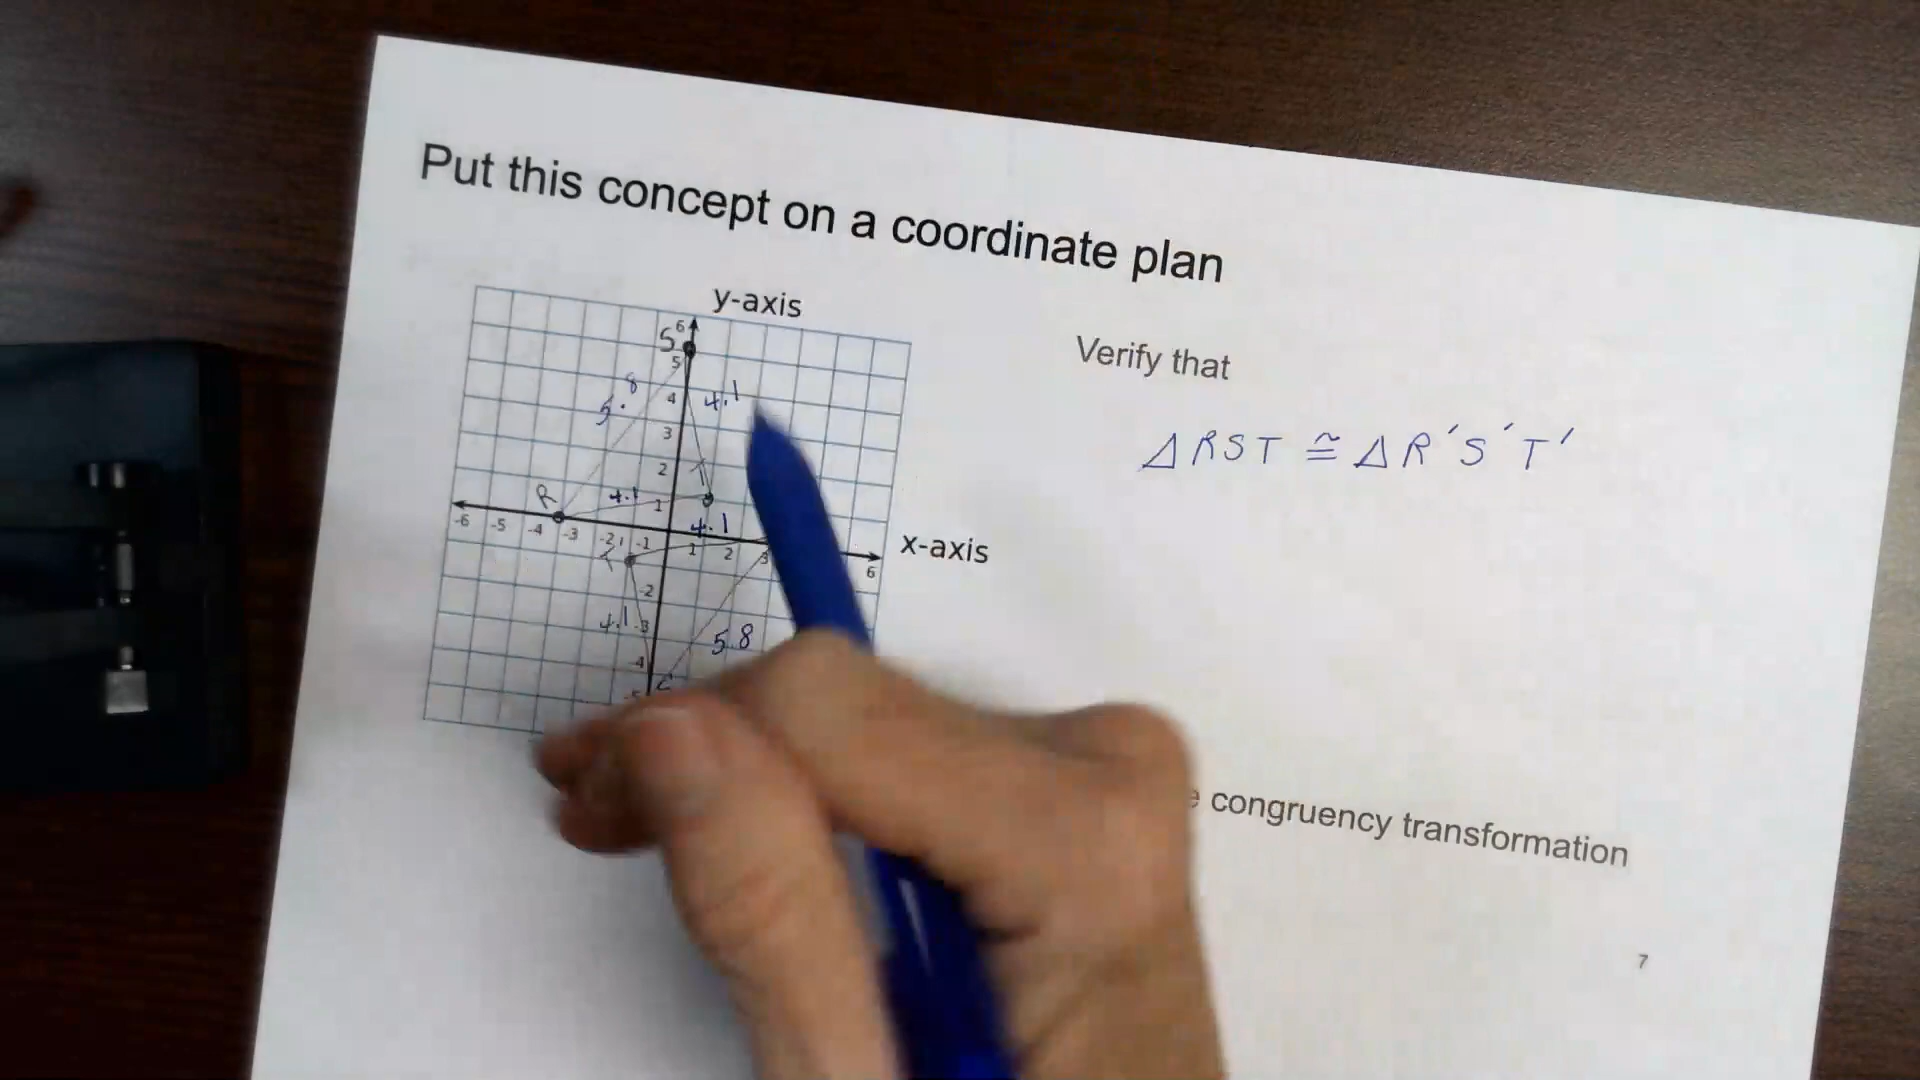 Put this concept on a coordinate plan
y-axis
6
S
5
8
5.
4
4.1
3
2
R
4.1
1
4.1
-6 -5 -4 -3 -2 -1 1 2 3 6
x-axis
-2
4.1
-3
5.8
-4
-5
Verify that
△RST ≅ △R'S'T'
congruency transformation
7